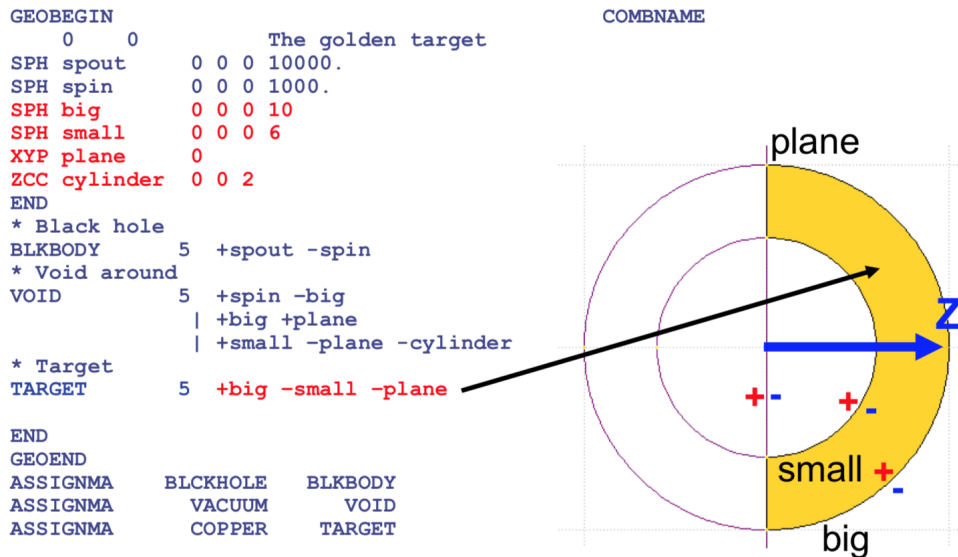 GEOBEGIN                                                  COMBNAME
    0    0          The golden target
SPH spout      0 0 0 10000.
SPH spin       0 0 0 1000.
SPH big        0 0 0 10
SPH small      0 0 0 6
XYP plane      0
ZCC cylinder   0 0 2
END
* Black hole
BLKBODY       5  +spout -spin
* Void around
VOID          5  +spin –big
               | +big +plane
               | +small –plane -cylinder
* Target
TARGET        5  +big –small –plane
END
GEOEND
ASSIGNMA    BLCKHOLE   BLKBODY
ASSIGNMA      VACUUM      VOID
ASSIGNMA      COPPER    TARGET
plane
Z
+ -
+ -
small + -
big